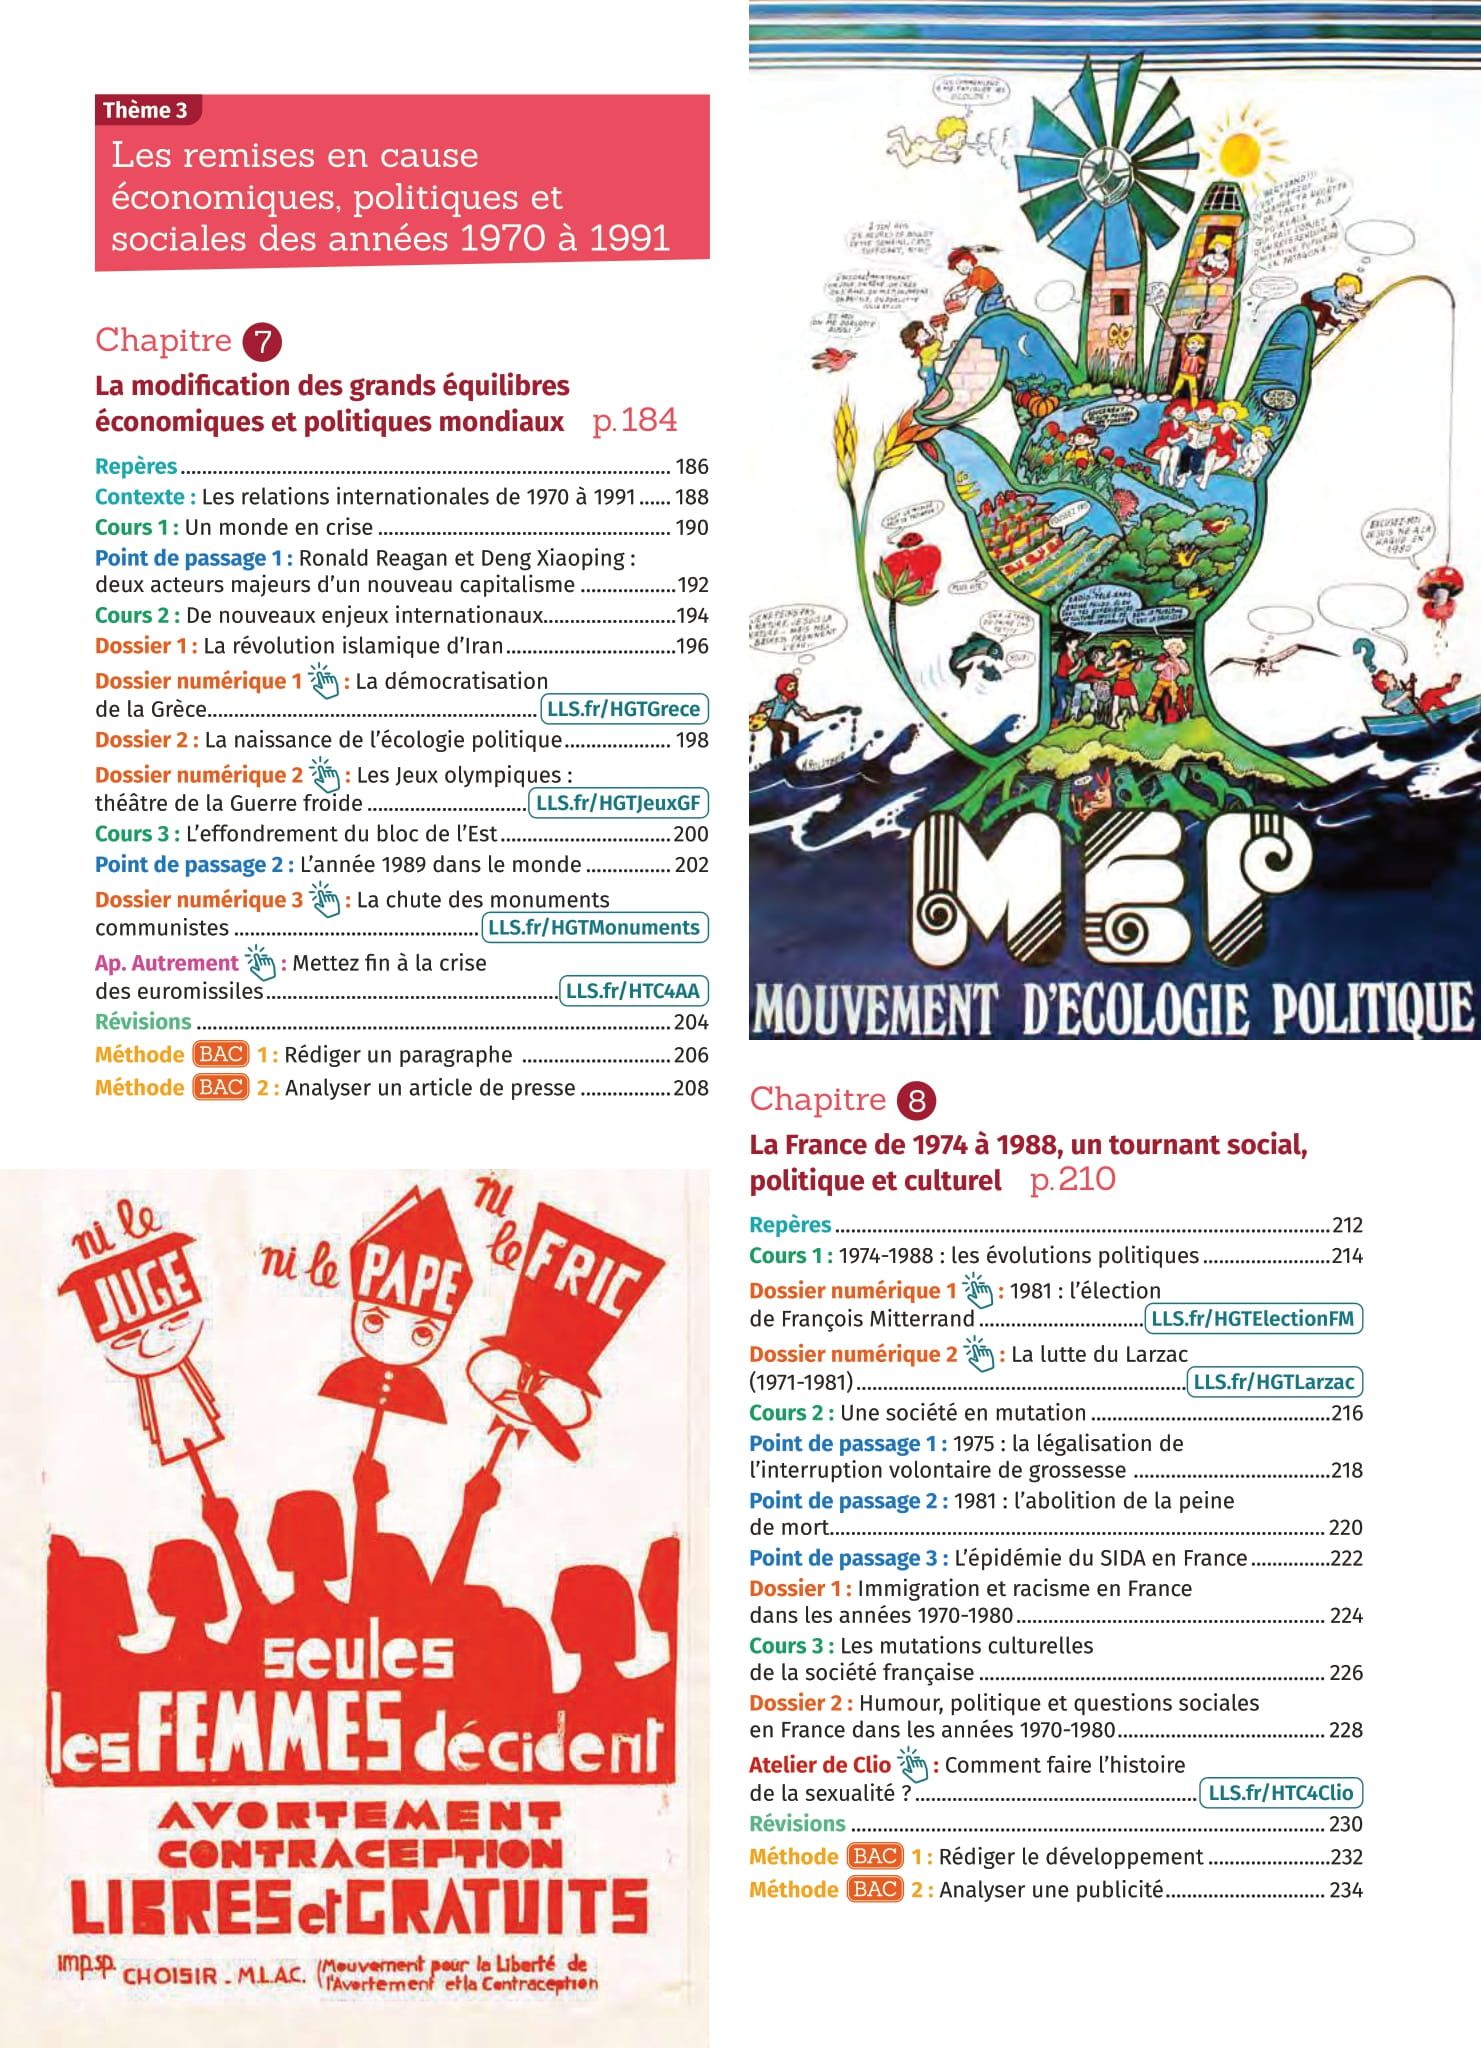 Thème 3
Les remises en cause
économiques, politiques et
sociales des années 1970 à 1991
Chapitre 7
La modification des grands équilibres
économiques et politiques mondiaux p. 184
Repères 186
Contexte : Les relations internationales de 1970 à 1991 188
Cours 1 : Un monde en crise 190
Point de passage 1 : Ronald Reagan et Deng Xiaoping :
deux acteurs majeurs d’un nouveau capitalisme 192
Cours 2 : De nouveaux enjeux internationaux 194
Dossier 1 : La révolution islamique d’Iran 196
Dossier numérique 1 : La démocratisation
de la Grèce LLS.fr/HGTGrece
Dossier 2 : La naissance de l’écologie politique 198
Dossier numérique 2 : Les Jeux olympiques :
théâtre de la Guerre froide LLS.fr/HGTJeuxGF
Cours 3 : L’effondrement du bloc de l’Est 200
Point de passage 2 : L’année 1989 dans le monde 202
Dossier numérique 3 : La chute des monuments
communistes LLS.fr/HGTMonuments
Ap. Autrement : Mettez fin à la crise
des euromissiles LLS.fr/HTC4AA
Révisions 204
Méthode BAC 1 : Rédiger un paragraphe 206
Méthode BAC 2 : Analyser un article de presse 208
ni le
JUGE
ni le
PAPE
ni
le
FRIC
seules
les FEMMES décident
AVORTEMENT
CONTRACEPTION
LIBRES et GRATUITS
imp.sp. CHOISIR - M.L.A.C. (Mouvement pour la Liberté de
l'Avortement et la Contraception
EXCUSEZ-MOI
JE SUIS NÉ A LA
HAGUE EN
1980
MEP
MOUVEMENT D'ECOLOGIE POLITIQUE
Chapitre 8
La France de 1974 à 1988, un tournant social,
politique et culturel p. 210
Repères 212
Cours 1 : 1974-1988 : les évolutions politiques 214
Dossier numérique 1 : 1981 : l’élection
de François Mitterrand LLS.fr/HGTElectionFM
Dossier numérique 2 : La lutte du Larzac
(1971-1981) LLS.fr/HGTLarzac
Cours 2 : Une société en mutation 216
Point de passage 1 : 1975 : la légalisation de
l’interruption volontaire de grossesse 218
Point de passage 2 : 1981 : l’abolition de la peine
de mort 220
Point de passage 3 : L’épidémie du SIDA en France 222
Dossier 1 : Immigration et racisme en France
dans les années 1970-1980 224
Cours 3 : Les mutations culturelles
de la société française 226
Dossier 2 : Humour, politique et questions sociales
en France dans les années 1970-1980 228
Atelier de Clio : Comment faire l’histoire
de la sexualité ? LLS.fr/HTC4Clio
Révisions 230
Méthode BAC 1 : Rédiger le développement 232
Méthode BAC 2 : Analyser une publicité 234